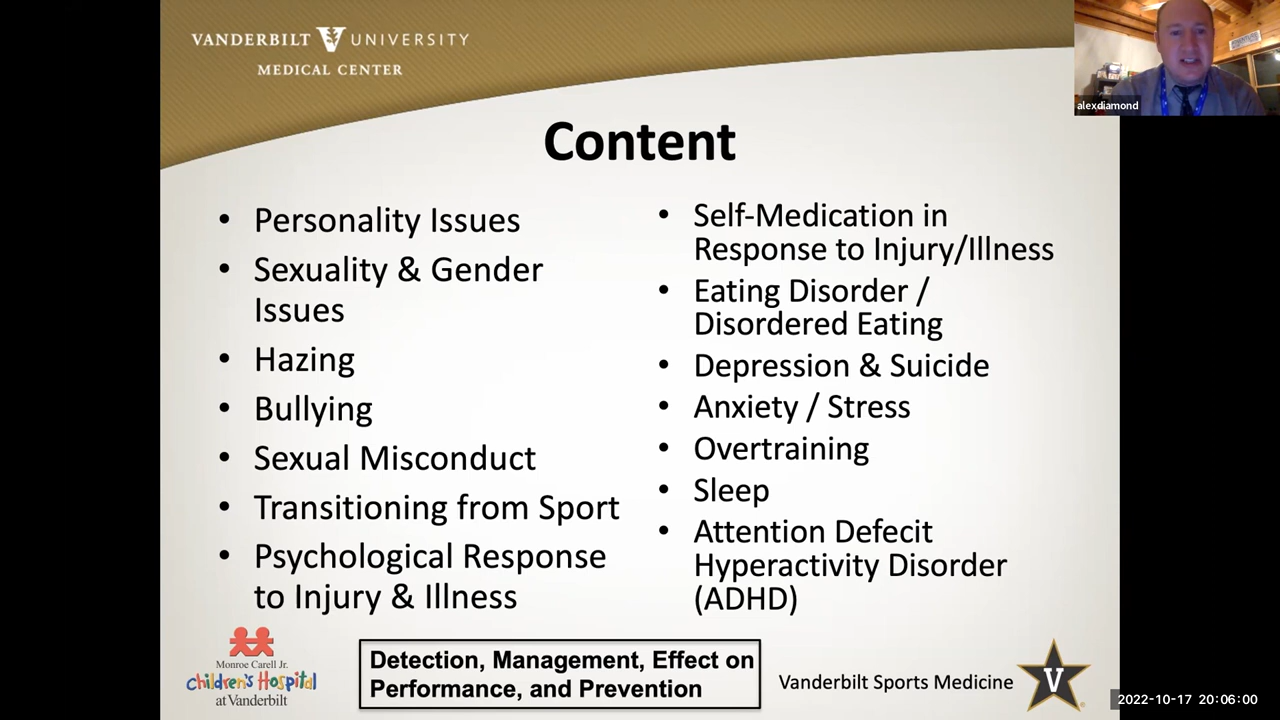 VANDERBILT V UNIVERSITY
MEDICAL CENTER
alexdiamond
Content
• Personality Issues
• Sexuality & Gender
Issues
• Hazing
• Bullying
• Sexual Misconduct
• Transitioning from Sport
• Psychological Response
to Injury & Illness
• Self-Medication in
Response to Injury/Illness
• Eating Disorder /
Disordered Eating
• Depression & Suicide
• Anxiety / Stress
• Overtraining
• Sleep
• Attention Defecit
Hyperactivity Disorder
(ADHD)
Monroe Carell Jr.
Children's Hospital
at Vanderbilt
Detection, Management, Effect on
Performance, and Prevention
Vanderbilt Sports Medicine
V
2022-10-17 20:06:00